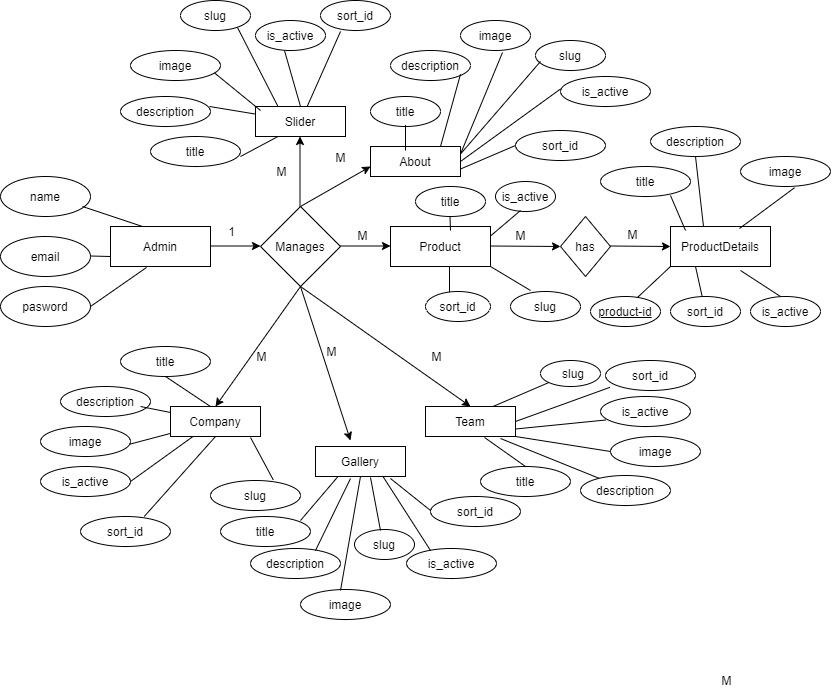 slug
sort_id
is_active
image
description
title
Slider
M
image
description
slug
is_active
title
sort_id
About
M
name
email
pasword
Admin
1
Manages
M
title
is_active
Product
sort_id
slug
M
has
M
description
title
image
ProductDetails
product-id
sort_id
is_active
M
title
description
image
is_active
sort_id
slug
Company
M
Gallery
title
description
image
slug
is_active
sort_id
M
Team
slug
sort_id
is_active
image
description
title
M